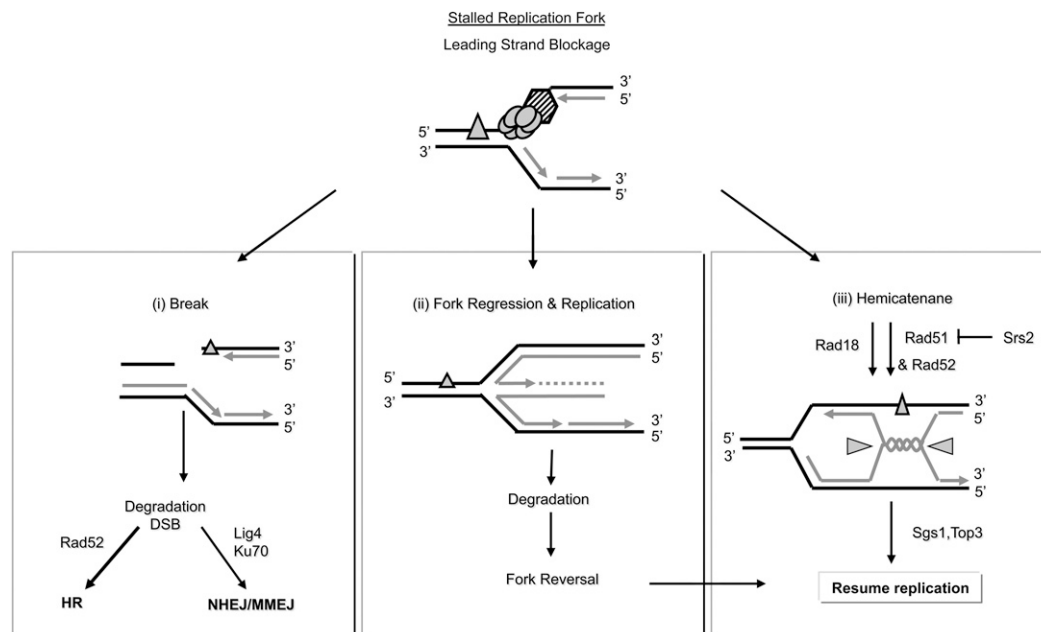 Stalled Replication Fork
Leading Strand Blockage
3’
5’
5’
3’
3’
5’
(i) Break
3’
5’
3’
5’
Degradation
DSB
Rad52
Lig4
Ku70
HR
NHEJ/MMEJ
(ii) Fork Regression & Replication
3’
5’
5’
3’
3’
5’
Degradation
Fork Reversal
(iii) Hemicatenane
Rad18
Rad51
& Rad52
Srs2
3’
5’
5’
3’
3’
5’
Sgs1,Top3
Resume replication